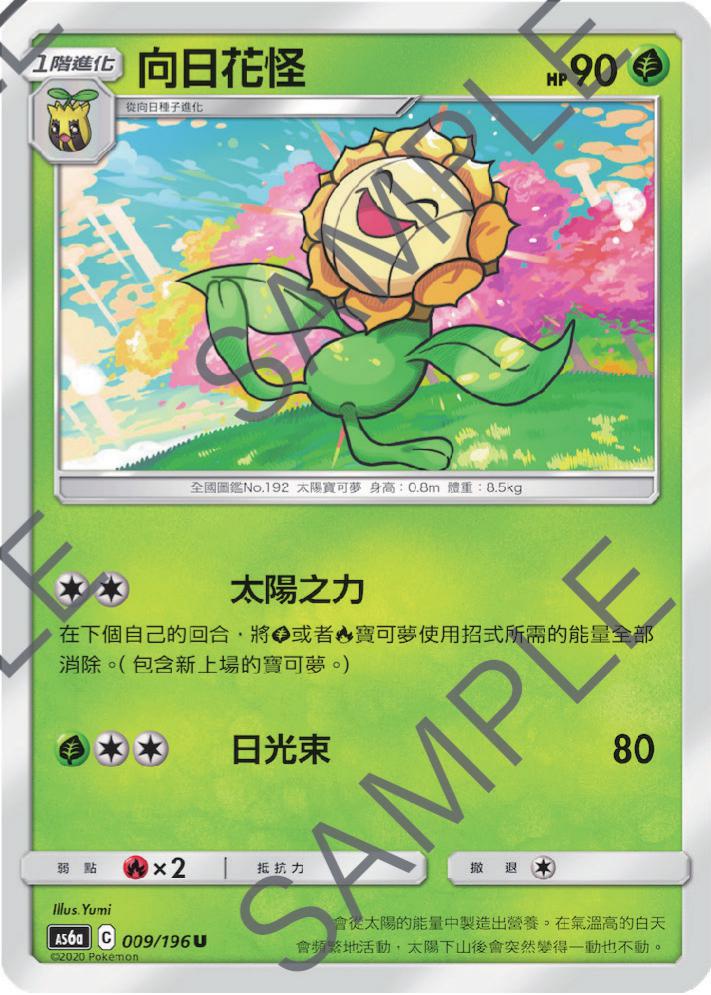 1階進化 向日花怪 HP 90
從向日種子進化
全國圖鑑No.192 太陽寶可夢 身高：0.8m 體重：8.5kg
太陽之力
在下個自己的回合，將或者寶可夢使用招式所需的能量全部
消除。(包含新上場的寶可夢。)
日光束 80
弱點 ×2 抵抗力 撤退
Illus. Yumi
會從太陽的能量中製造出營養。在氣溫高的白天
AS6a C 009/196 U
會頻繁地活動，太陽下山後會突然變得一動也不動。
©2020 Pokémon
SAMPLE
SAMPLE
SAMPLE